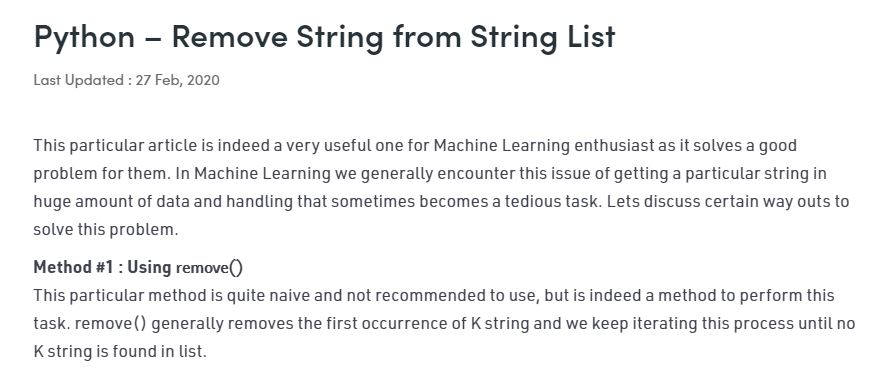 Python – Remove String from String List
Last Updated : 27 Feb, 2020
This particular article is indeed a very useful one for Machine Learning enthusiast as it solves a good
problem for them. In Machine Learning we generally encounter this issue of getting a particular string in
huge amount of data and handling that sometimes becomes a tedious task. Lets discuss certain way outs to
solve this problem.
Method #1 : Using remove()
This particular method is quite naive and not recommended to use, but is indeed a method to perform this
task. remove() generally removes the first occurrence of K string and we keep iterating this process until no
K string is found in list.